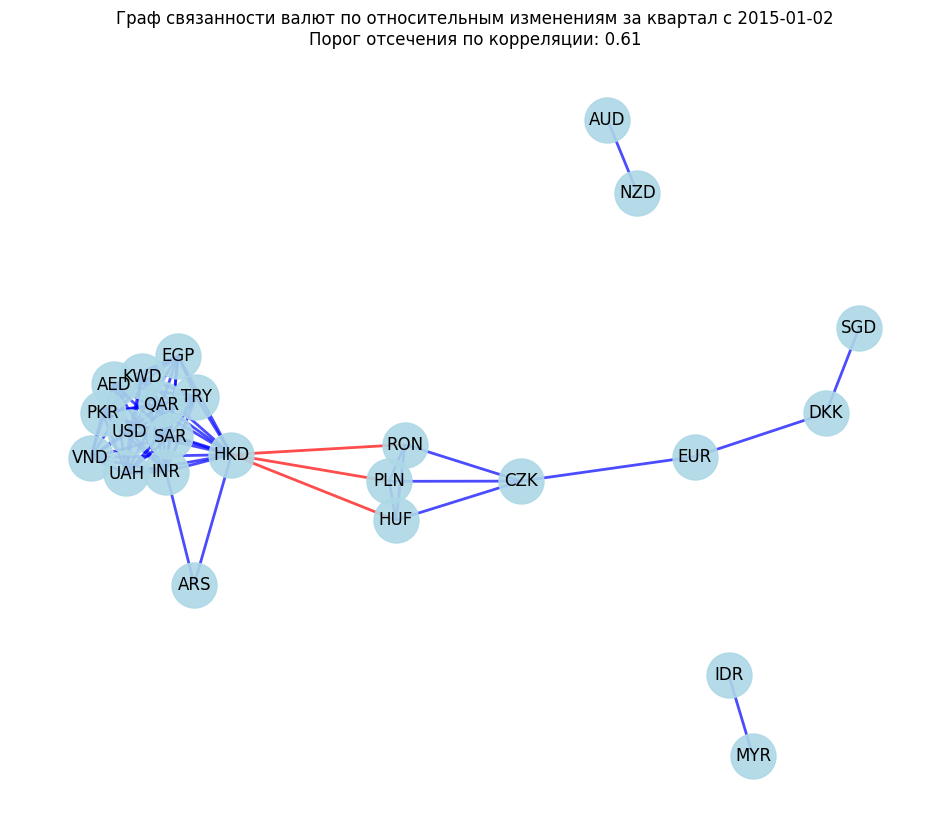 Граф связанности валют по относительным изменениям за квартал с 2015-01-02
Порог отсечения по корреляции: 0.61
AUD
NZD
SGD
EGP
KWD
AED
TRY
QAR
PKR
DKK
USD
SAR
RON
HKD
EUR
VND
INR
UAH
PLN
CZK
HUF
ARS
IDR
MYR